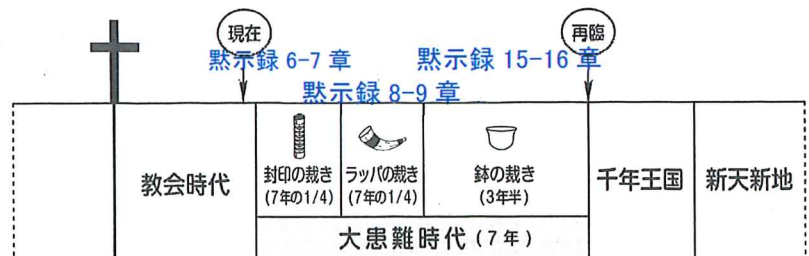 現在
再臨
黙示録 6-7 章
黙示録 15-16 章
黙示録 8-9 章
教会時代
封印の裁き
(7年の1/4)
ラッパの裁き
(7年の1/4)
鉢の裁き
(3年半)
千年王国
新天新地
大患難時代(7年)